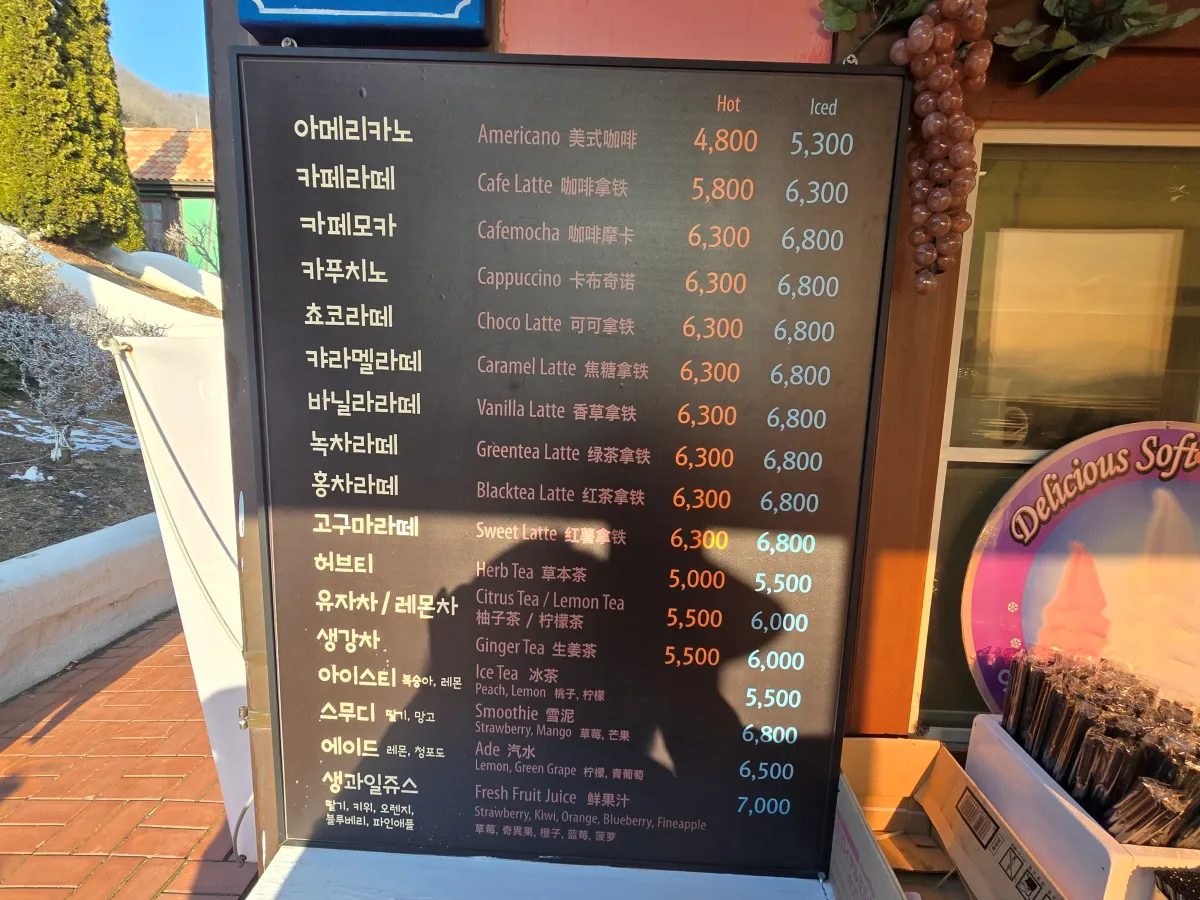 Hot Iced
아메리카노 Americano 美式咖啡 4,800 5,300
카페라떼 Cafe Latte 咖啡拿铁 5,800 6,300
카페모카 Cafemocha 咖啡摩卡 6,300 6,800
카푸치노 Cappuccino 卡布奇诺 6,300 6,800
쵸코라떼 Choco Latte 可可拿铁 6,300 6,800
캬라멜라떼 Caramel Latte 焦糖拿铁 6,300 6,800
바닐라라떼 Vanilla Latte 香草拿铁 6,300 6,800
녹차라떼 Greentea Latte 绿茶拿铁 6,300 6,800
홍차라떼 Blacktea Latte 红茶拿铁 6,300 6,800
고구마라떼 Sweet Latte 红薯拿铁 6,300 6,800
허브티 Herb Tea 草本茶 5,000 5,500
유자차 / 레몬차 Citrus Tea / Lemon Tea 5,500 6,000
柚子茶 / 柠檬茶
생강차 Ginger Tea 生姜茶 5,500 6,000
아이스티 복숭아, 레몬 Ice Tea 冰茶 5,500
Peach, Lemon 桃子, 柠檬
스무디 딸기, 망고 Smoothie 雪泥 6,800
Strawberry, Mango 草莓, 芒果
에이드 레몬, 청포도 Ade 汽水 6,500
Lemon, Green Grape 柠檬, 青葡萄
생과일쥬스 Fresh Fruit Juice 鲜果汁 7,000
딸기, 키위, 오렌지, Strawberry, Kiwi, Orange, Blueberry, Fineapple
블루베리, 파인애플 草莓, 奇異果, 橙子, 蓝莓, 菠萝
Delicious Soft